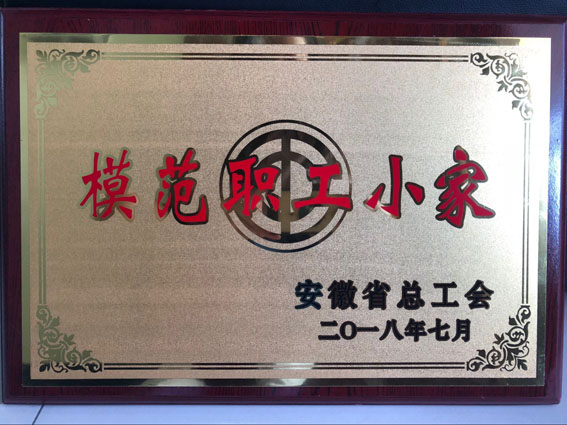 模范职工小家
安徽省总工会
二〇一八年七月